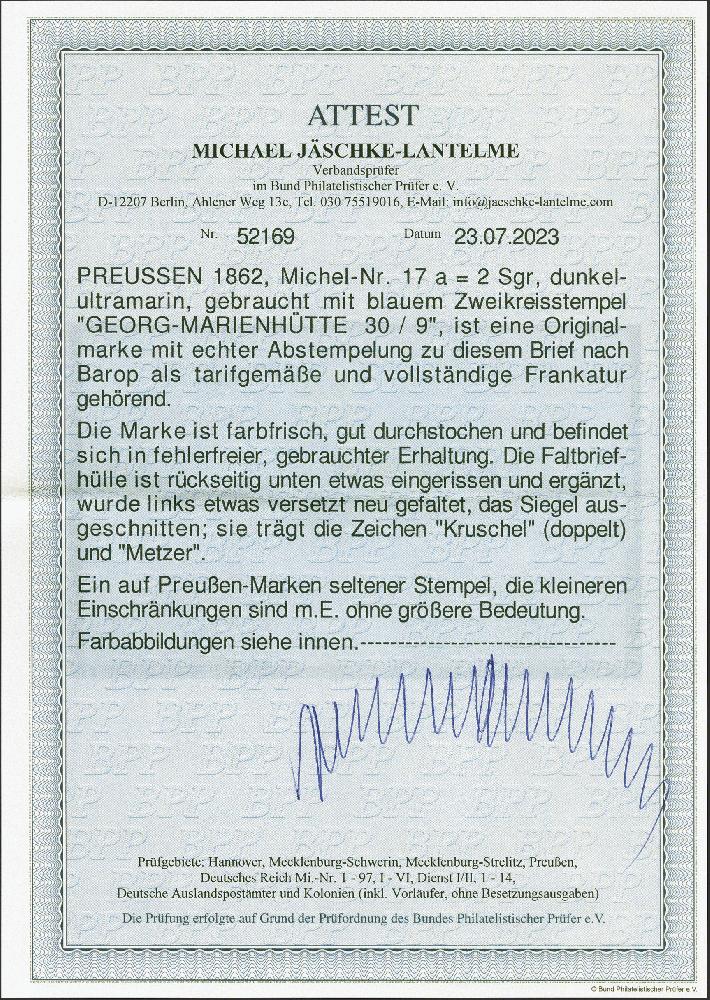 ATTEST
MICHAEL JÄSCHKE-LANTELME
Verbandsprüfer
im Bund Philatelistischer Prüfer e. V.
D-12207 Berlin, Ahlener Weg 13c, Tel. 030 75519016, E-Mail: info@jaeschke-lantelme.com
Nr. 52169 Datum 23.07.2023
PREUSSEN 1862, Michel-Nr. 17 a = 2 Sgr, dunkel-
ultramarin, gebraucht mit blauem Zweikreisstempel
"GEORG-MARIENHÜTTE 30 / 9", ist eine Original-
marke mit echter Abstempelung zu diesem Brief nach
Barop als tarifgemäße und vollständige Frankatur
gehörend.
Die Marke ist farbfrisch, gut durchstochen und befindet
sich in fehlerfreier, gebrauchter Erhaltung. Die Faltbrief-
hülle ist rückseitig unten etwas eingerissen und ergänzt,
wurde links etwas versetzt neu gefaltet, das Siegel aus-
geschnitten; sie trägt die Zeichen "Kruschel" (doppelt)
und "Metzer".
Ein auf Preußen-Marken seltener Stempel, die kleineren
Einschränkungen sind m.E. ohne größere Bedeutung.
Farbabbildungen siehe innen.------------------------------
Prüfgebiete: Hannover, Mecklenburg-Schwerin, Mecklenburg-Strelitz, Preußen,
Deutsches Reich Mi.-Nr. 1 - 97, I - VI, Dienst I/II, 1 - 14,
Deutsche Auslandspostämter und Kolonien (inkl. Vorläufer, ohne Besetzungsausgaben)
Die Prüfung erfolgte auf Grund der Prüfordnung des Bundes Philatelistischer Prüfer e.V.
© Bund Philatelistischer Prüfer e.V.